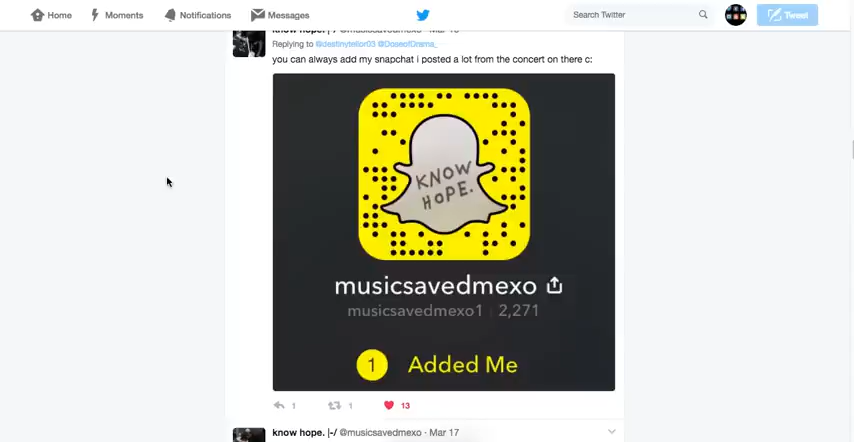 Home
Moments
Notifications
Messages
Search Twitter
Tweet
know hope. |-/ @musicsavedmexo · Mar 16
Replying to @destinytellor03 @DoseofDrama_
you can always add my snapchat i posted a lot from the concert on there c:
KNOW
HOPE.
musicsavedmexo
musicsavedmexo1 | 2,271
1 Added Me
1 1 13
know hope. |-/ @musicsavedmexo · Mar 17